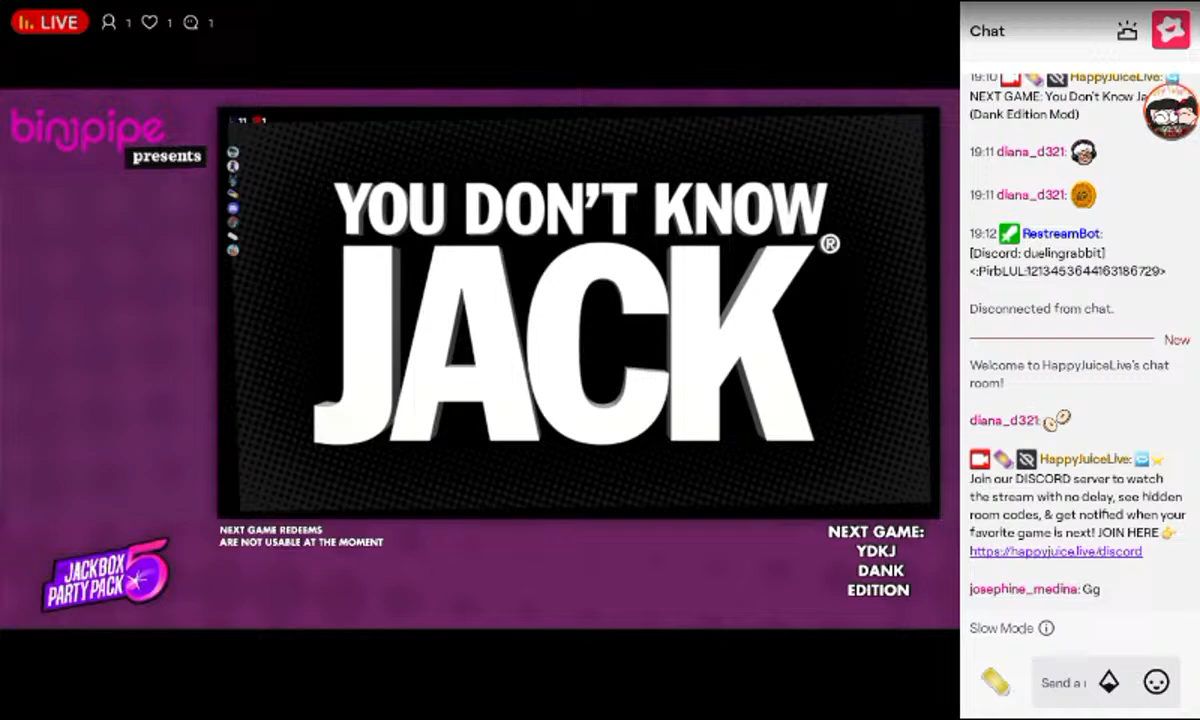 LIVE 1 1 1
binjpipe
presents
11 1
YOU DON'T KNOW
JACK®
NEXT GAME REDEEMS
ARE NOT USABLE AT THE MOMENT
NEXT GAME:
YDKJ
DANK
EDITION
JACKBOX
PARTY PACK 5
Chat
19:10 HappyJuiceLive:
NEXT GAME: You Don't Know
(Dank Edition Mod)
19:11 diana_d321:
19:11 diana_d321:
19:12 RestreamBot:
[Discord: duelingrabbit]
<:PirbLUL:1213453644163186729>
Disconnected from chat.
New
Welcome to HappyJuiceLive's chat
room!
diana_d321:
HappyJuiceLive:
Join our DISCORD server to watch
the stream with no delay, see hidden
room codes, & get notified when your
favorite game is next! JOIN HERE
https://happyjuice.live/discord
josephine_medina: Gg
Slow Mode
Send a